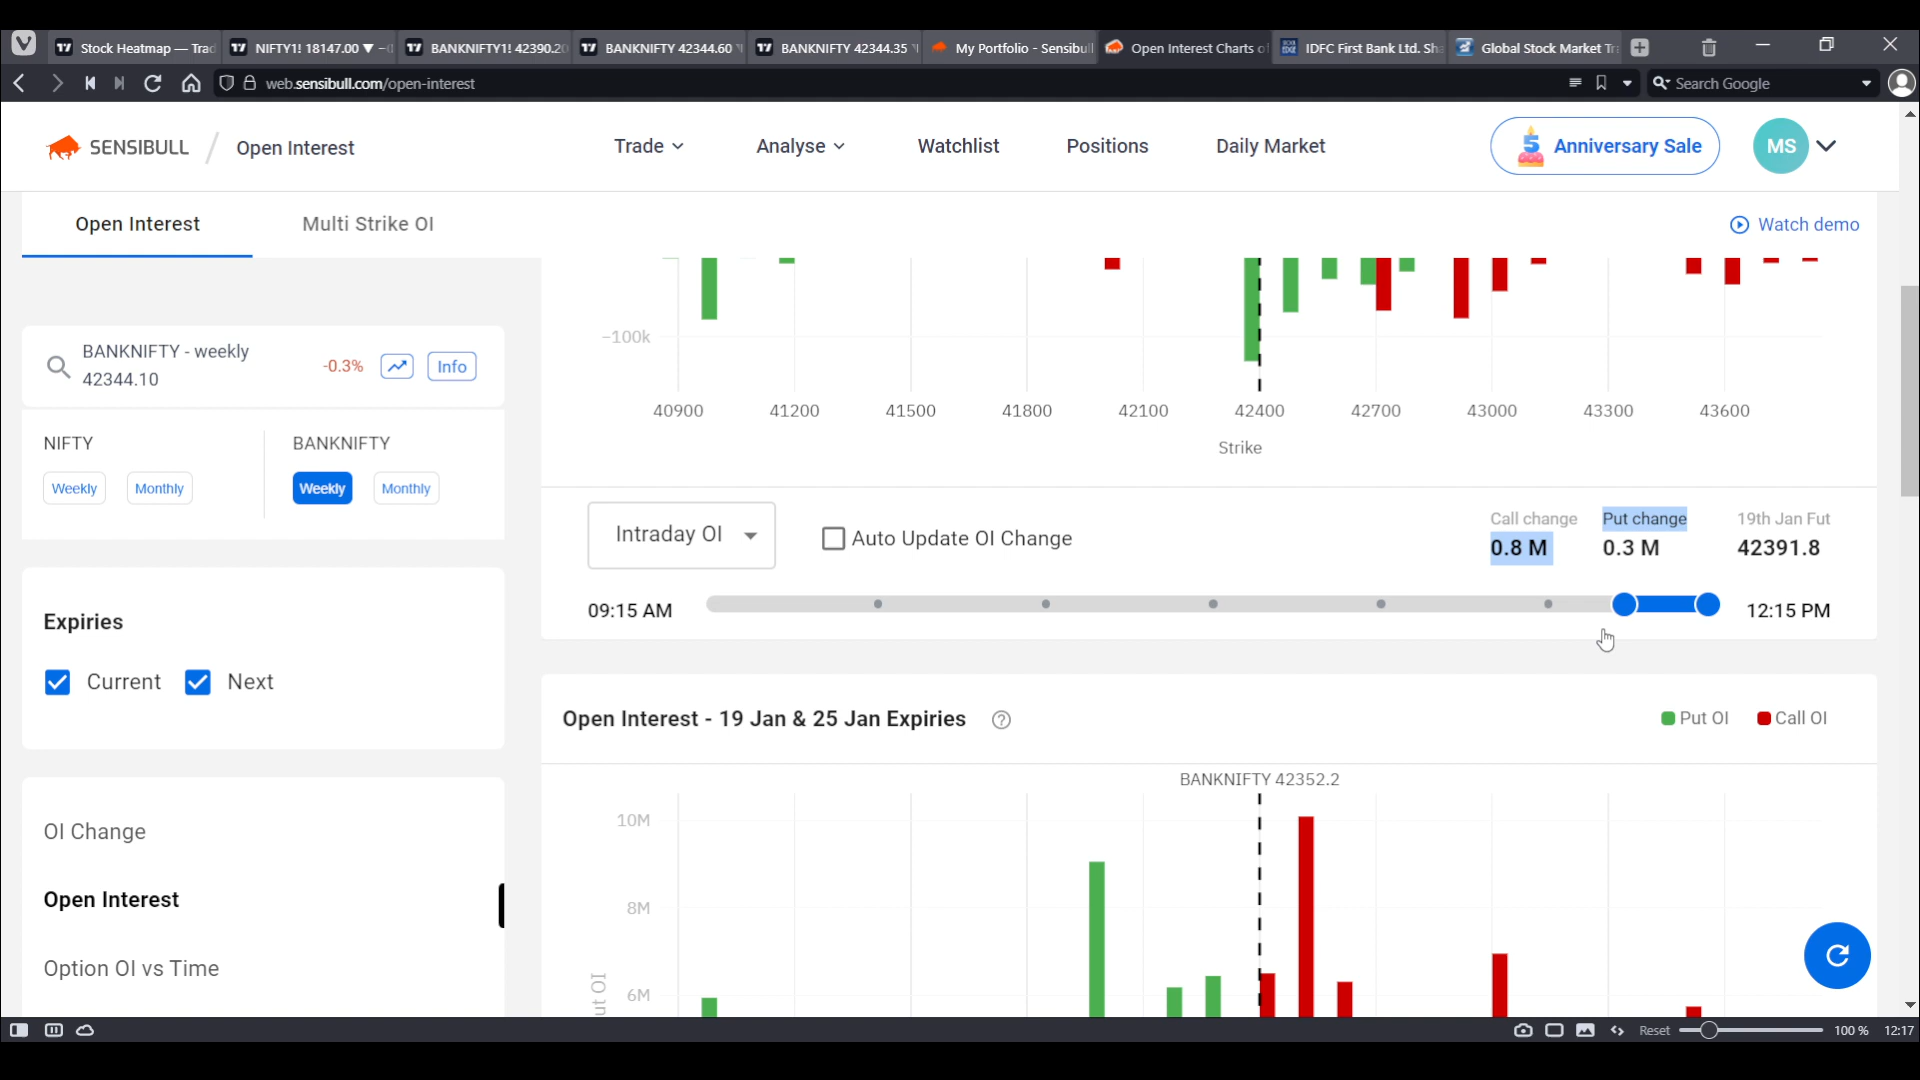 Stock Heatmap — Trad
NIFTY1! 18147.00 ▼ −0
BANKNIFTY1! 42390.20
BANKNIFTY 42344.60
BANKNIFTY 42344.35
My Portfolio - Sensibull
Open Interest Charts o
IDFC First Bank Ltd. Sha
Global Stock Market Tr
web.sensibull.com/open-interest
Search Google
SENSIBULL / Open Interest
Trade
Analyse
Watchlist
Positions
Daily Market
5 Anniversary Sale
MS
Open Interest
Multi Strike OI
Watch demo
BANKNIFTY - weekly
42344.10
-0.3%
Info
NIFTY
BANKNIFTY
Weekly
Monthly
Weekly
Monthly
Expiries
Current
Next
OI Change
Open Interest
Option OI vs Time
−100k
40900 41200 41500 41800 42100 42400 42700 43000 43300 43600
Strike
Intraday OI
Auto Update OI Change
Call change
0.8 M
Put change
0.3 M
19th Jan Fut
42391.8
09:15 AM
12:15 PM
Open Interest - 19 Jan & 25 Jan Expiries
Put OI
Call OI
BANKNIFTY 42352.2
10M
8M
6M
ut OI
Reset
100 %
12:17